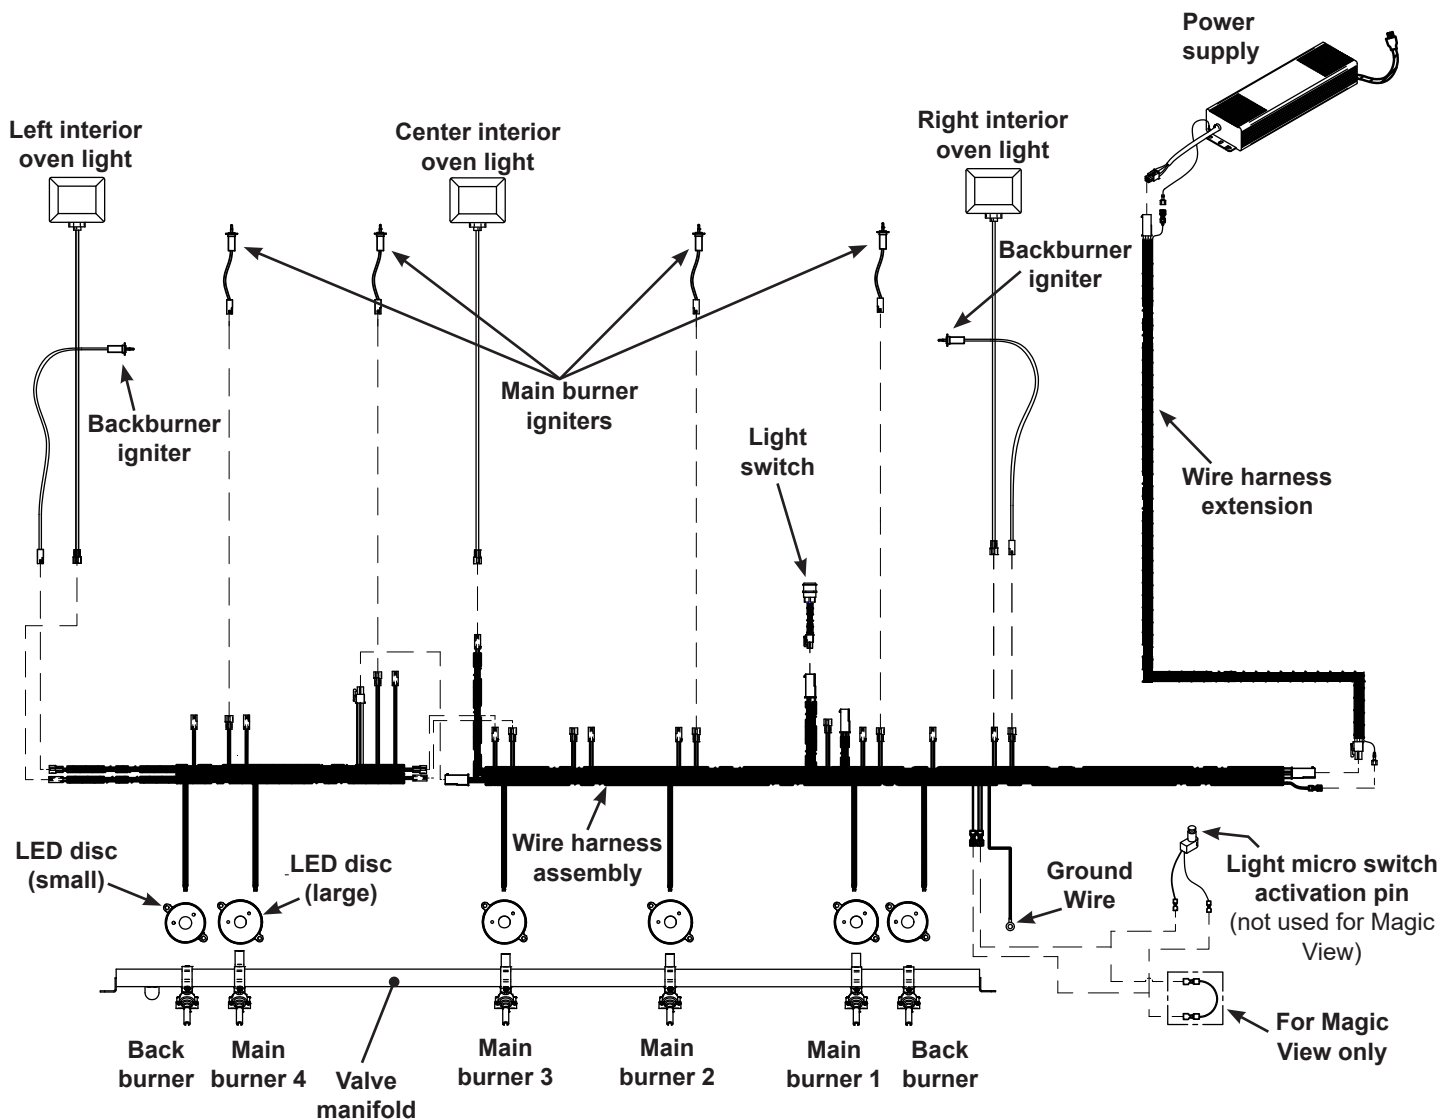 Power
supply
Left interior
oven light
Center interior
oven light
Right interior
oven light
Backburner
igniter
Main burner
igniters
Backburner
igniter
Light
switch
Wire harness
extension
LED disc
(small)
LED disc
(large)
Wire harness
assembly
Ground
Wire
Light micro switch
activation pin
(not used for Magic
View)
For Magic
View only
Back
burner
Main
burner 4
Valve
manifold
Main
burner 3
Main
burner 2
Main
burner 1
Back
burner